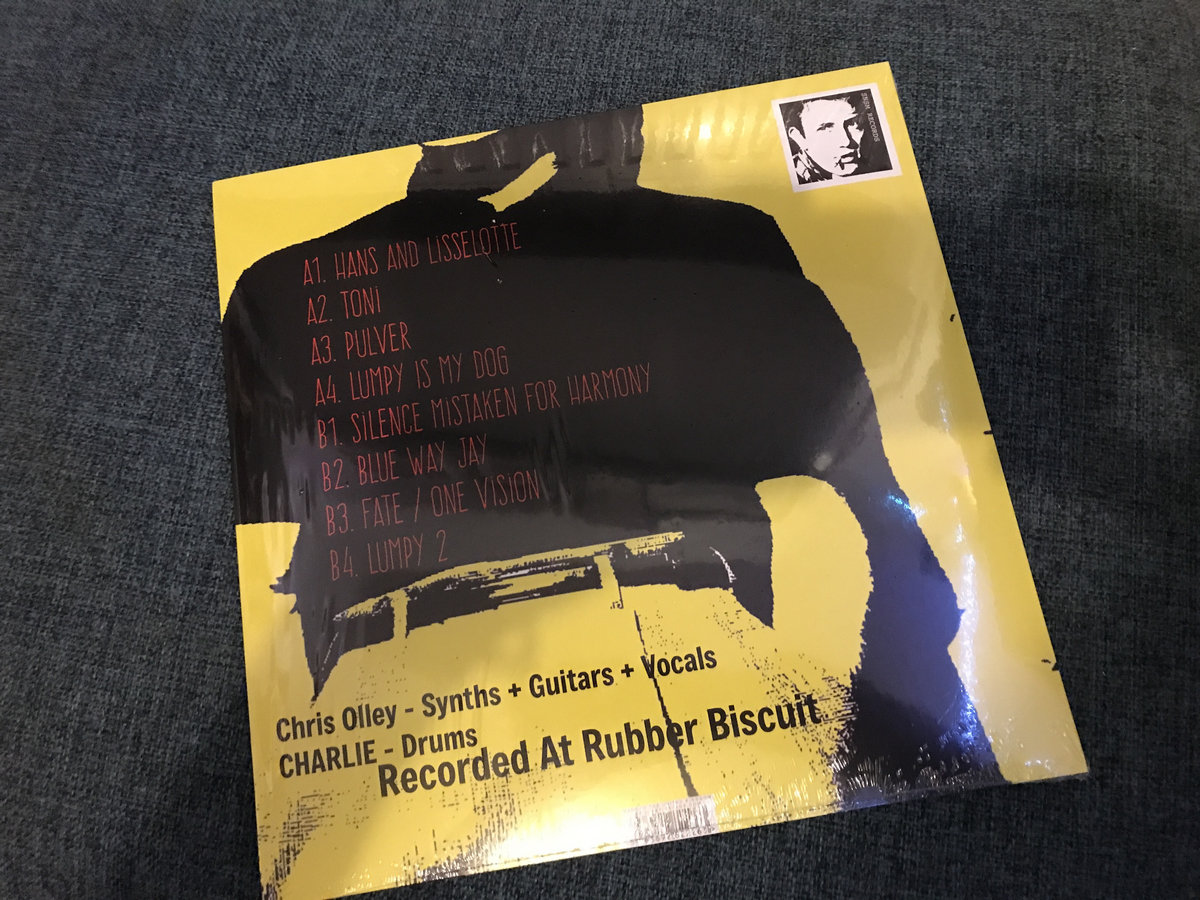 A1. HANS AND LISSELOTTE
A2. TONI
A3. PULVER
A4. LUMPY IS MY DOG
B1. SILENCE MISTAKEN FOR HARMONY
B2. BLUE WAY JAY
B3. FATE / ONE VISION
B4. LUMPY 2
Chris Olley - Synths + Guitars + Vocals
CHARLIE - Drums
Recorded At Rubber Biscuit
RECORDS